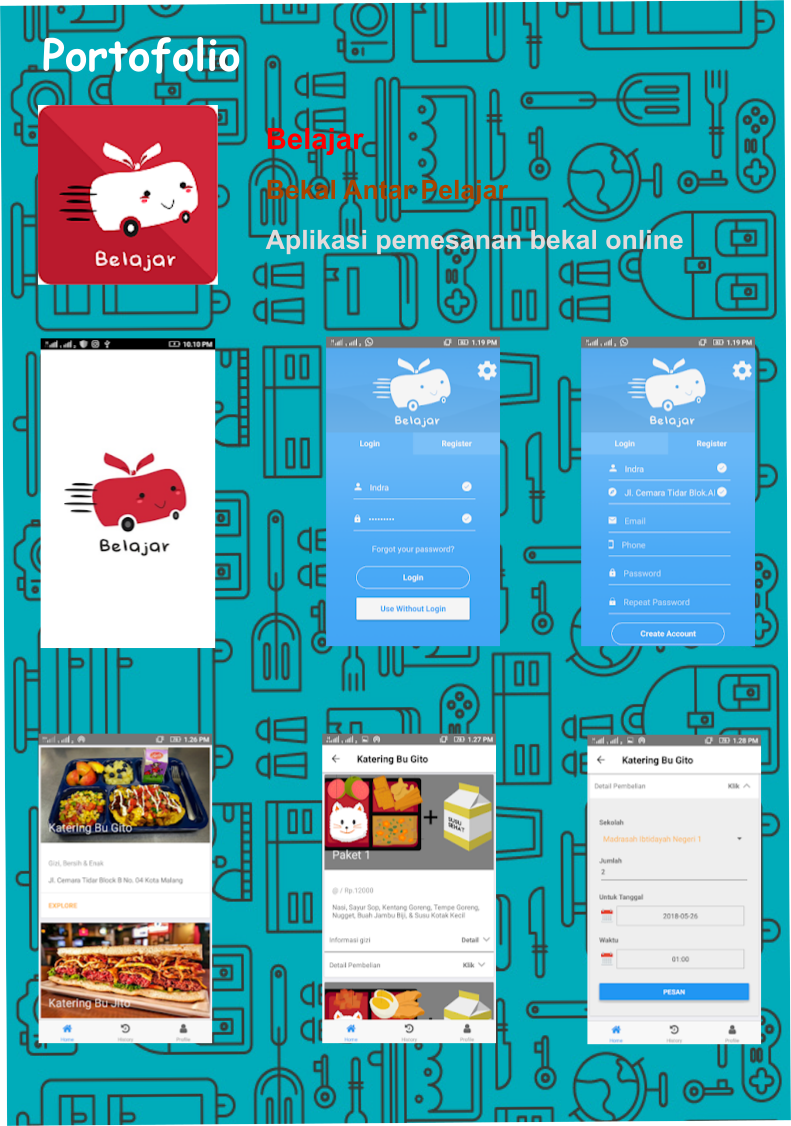 Portofolio
Belajar
Belajar
Bekal Antar Pelajar
Aplikasi pemesanan bekal online
10.10 PM
Belajar
1.19 PM
Belajar
Login Register
Indra
Forgot your password?
Login
Use Without Login
1.19 PM
Belajar
Login Register
Indra
Jl. Cemara Tidar Blok.Al
Email
Phone
Password
Repeat Password
Create Account
1.26 PM
Katering Bu Gito
Gizi, Bersih & Enak
Jl. Cemara Tidar Block B No. 04 Kota Malang
EXPLORE
Katering Bu Jito
Home History Profile
1.27 PM
Katering Bu Gito
+
SUSU
SEHAT
Paket 1
@ / Rp.12000
Nasi, Sayur Sop, Kentang Goreng, Tempe Goreng,
Nugget, Buah Jambu Biji, & Susu Kotak Kecil
Informasi gizi Detail
Detail Pembelian Klik
Home History Profile
1.28 PM
Katering Bu Gito
Detail Pembelian Klik
Sekolah
Madrasah Ibtidayah Negeri 1
Jumlah
2
Untuk Tanggal
2018-05-26
Waktu
01:00
PESAN
Home History Profile